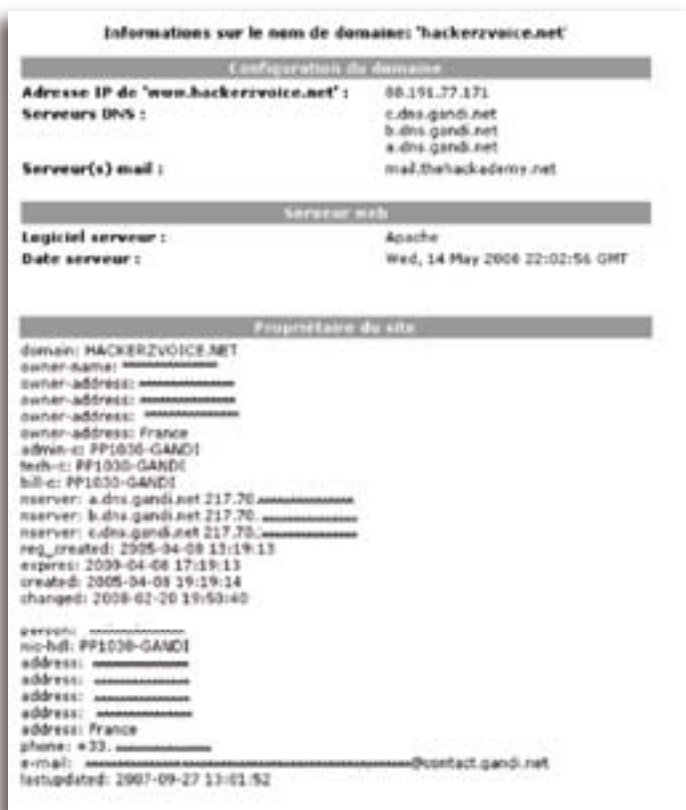 Informations sur le nom de domaine: 'hackerzvoice.net'
Configuration du domaine
Adresse IP de 'www.hackerzvoice.net' : 88.191.77.171
Serveurs DNS : c.dns.gandi.net
b.dns.gandi.net
a.dns.gandi.net
Serveur(s) mail : mail.thehackademy.net
Serveur web
Logiciel serveur : Apache
Date serveur : Wed, 14 May 2008 22:02:56 GMT
Propriétaire du site
domain: HACKERZVOICE.NET
owner-name:
owner-address:
owner-address:
owner-address:
owner-address: France
admin-c: PP1030-GANDI
tech-c: PP1030-GANDI
bill-c: PP1030-GANDI
nserver: a.dns.gandi.net 217.70.
nserver: b.dns.gandi.net 217.70.
nserver: c.dns.gandi.net 217.70.
reg_created: 2005-04-08 13:19:13
expires: 2009-04-08 17:19:13
created: 2005-04-08 19:19:14
changed: 2008-02-20 19:53:40
person:
nic-hdl: PP1030-GANDI
address:
address:
address:
address:
address: France
phone: +33.
e-mail: @contact.gandi.net
lastupdated: 2007-09-27 13:01:52